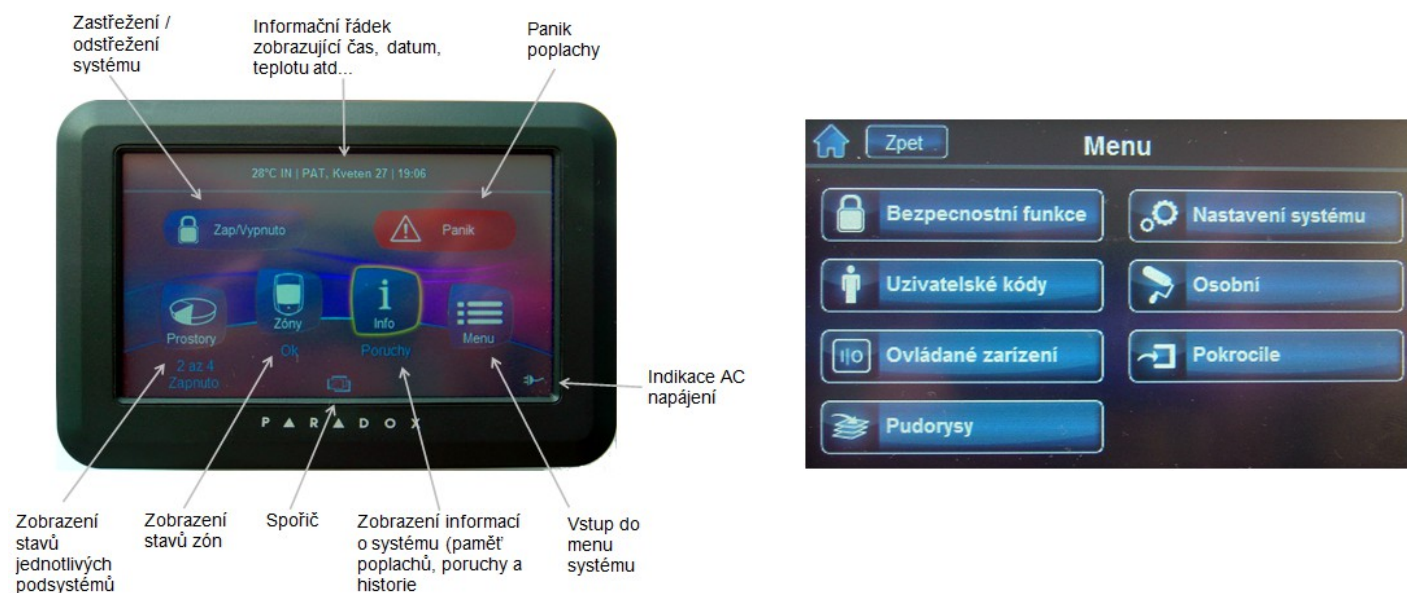 Zastřežení /
odstřežení
systému
Informační řádek
zobrazující čas, datum,
teplotu atd...
Panik
poplachy
28°C IN | PAT, Kveten 27 | 19:06
Zap/Vypnuto
Panik
Prostory
Zóny
Info
Menu
2 az 4
Zapnuto
Ok
Poruchy
PARADOX
Indikace AC
napájení
Zobrazení
stavů
jednotlivých
podsystémů
Zobrazení
stavů zón
Spořič
Zobrazení informací
o systému (paměť
poplachů, poruchy a
historie
Vstup do
menu
systému
Zpet
Menu
Bezpecnostní funkce
Nastavení systému
Uzivatelské kódy
Osobní
Ovládané zarízení
Pokrocile
Pudorysy